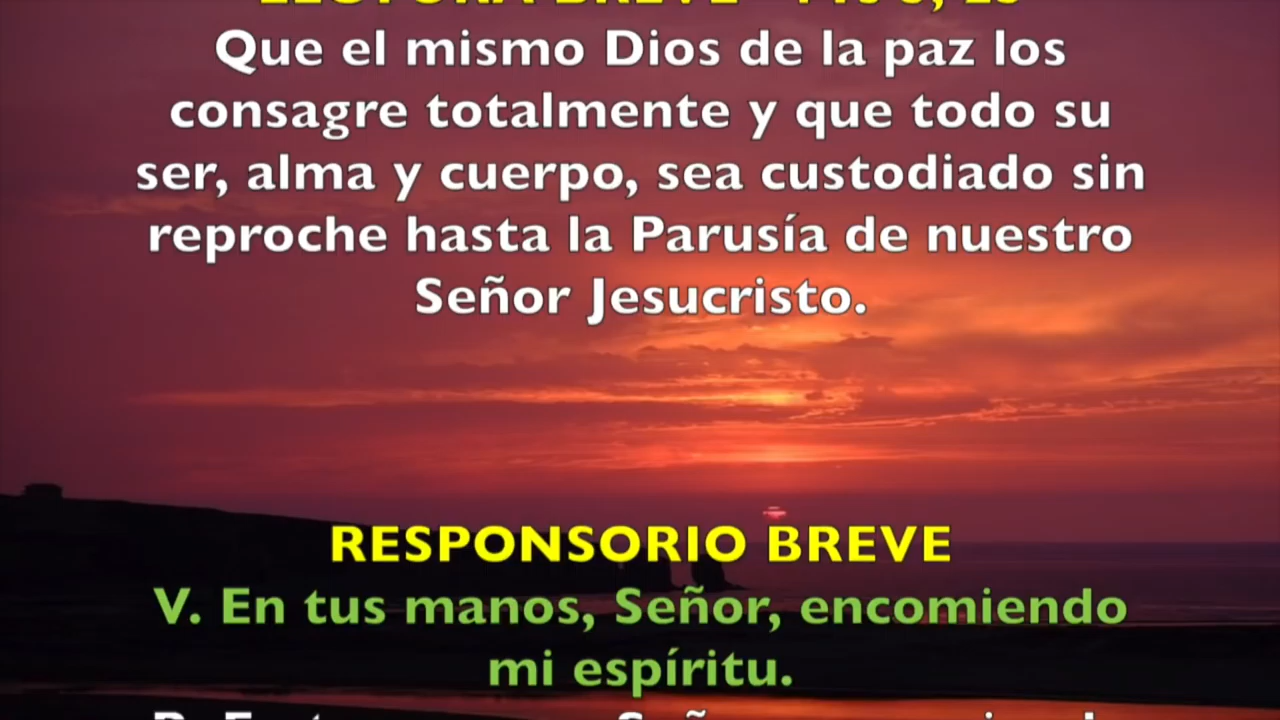 Que el mismo Dios de la paz los
consagre totalmente y que todo su
ser, alma y cuerpo, sea custodiado sin
reproche hasta la Parusía de nuestro
Señor Jesucristo.
RESPONSORIO BREVE
V. En tus manos, Señor, encomiendo
mi espíritu.